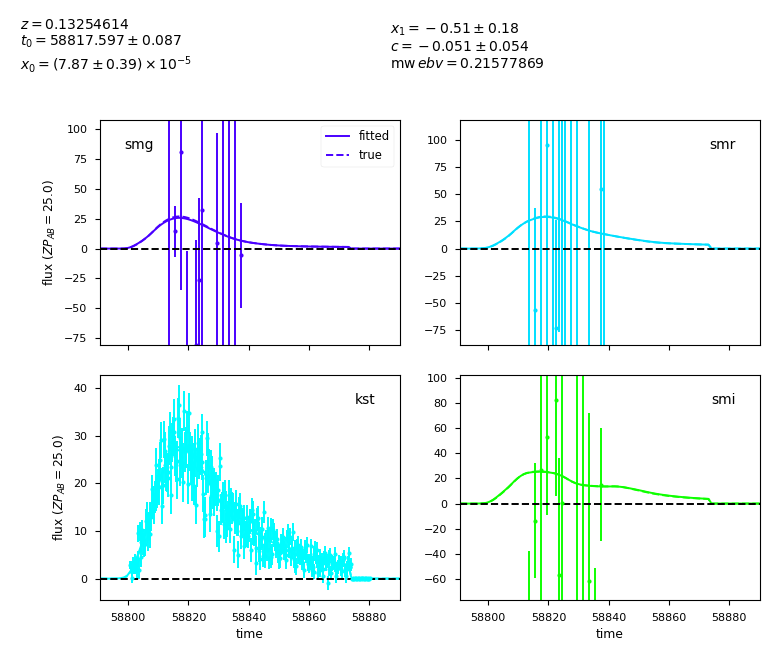 z = 0.13254614
t₀ = 58817.597 ± 0.087
x₀ = (7.87 ± 0.39) × 10⁻⁵
x₁ = −0.51 ± 0.18
c = −0.051 ± 0.054
mw ebv = 0.21577869
smg
fitted
true
100
75
50
25
0
−25
−50
−75
flux (ZP_AB = 25.0)
smr
100
75
50
25
0
−25
−50
−75
kst
40
30
20
10
0
flux (ZP_AB = 25.0)
58800 58820 58840 58860 58880
time
smi
100
80
60
40
20
0
−20
−40
−60
58800 58820 58840 58860 58880
time